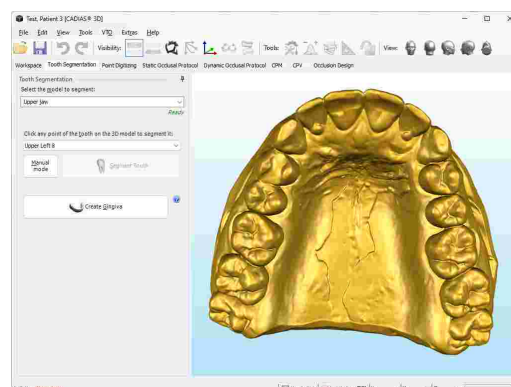 Test, Patient 3 [CADIAS® 3D]
File Edit View Tools VTO Extras Help
Visibility: Tools: View:
Workspace Tooth Segmentation Point Digitizing Static Occlusal Protocol Dynamic Occlusal Protocol CPM CPV Occlusion Design
Tooth Segmentation
Select the model to segment:
Upper Jaw
Ready
Click any point of the tooth on the 3D model to segment it:
Upper Left 8
Manual mode
Segment Tooth
Create Gingiva